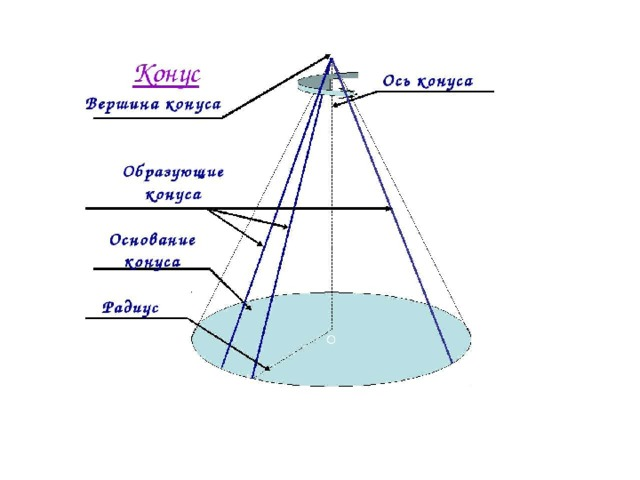 Конус
Ось конуса
Вершина конуса
Образующие
конуса
Основание
конуса
Радиус
О